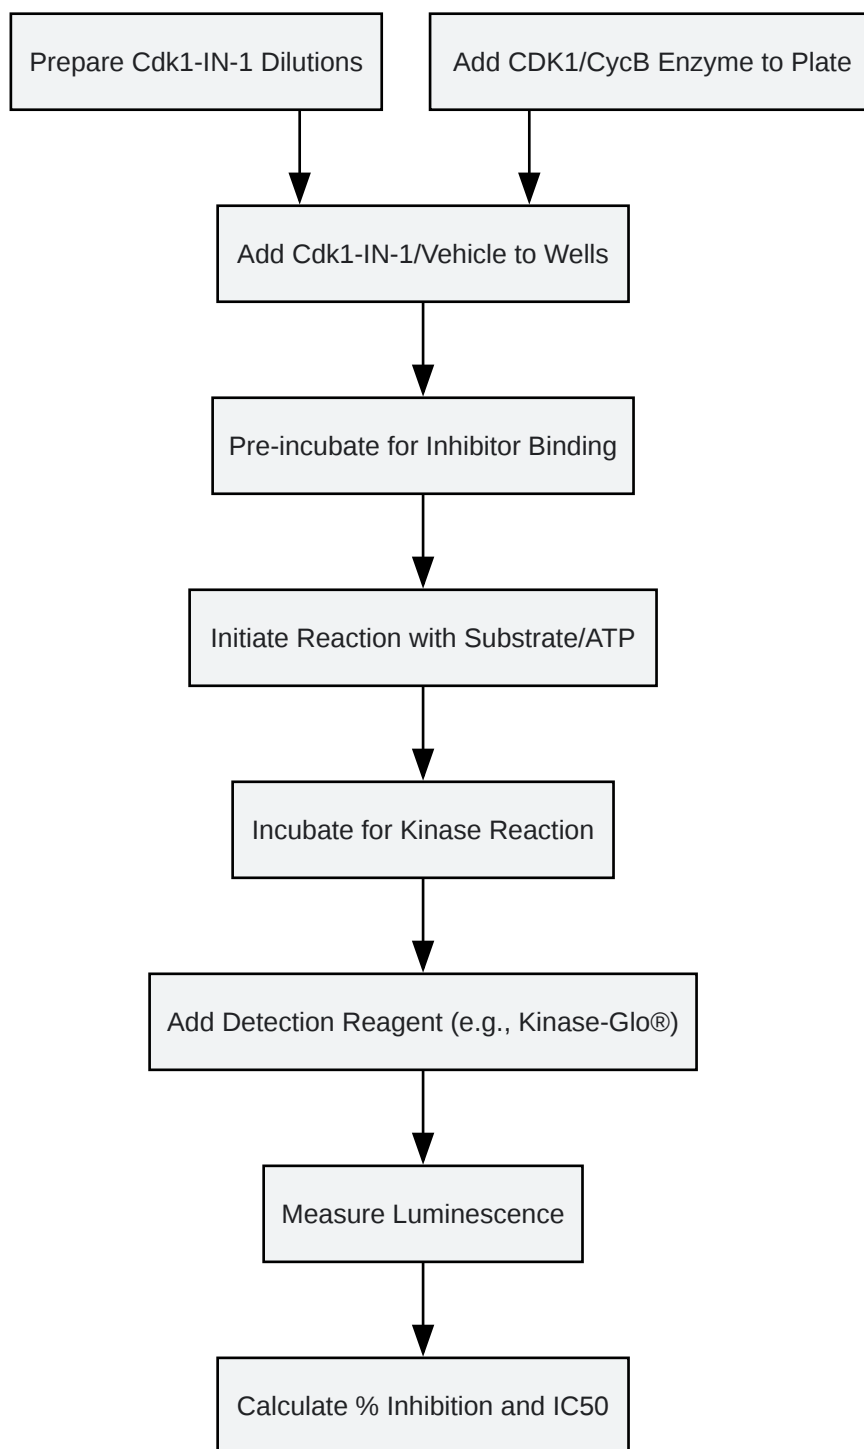 Prepare Cdk1-IN-1 Dilutions
Add CDK1/CycB Enzyme to Plate
Add Cdk1-IN-1/Vehicle to Wells
Pre-incubate for Inhibitor Binding
Initiate Reaction with Substrate/ATP
Incubate for Kinase Reaction
Add Detection Reagent (e.g., Kinase-Glo®)
Measure Luminescence
Calculate % Inhibition and IC50